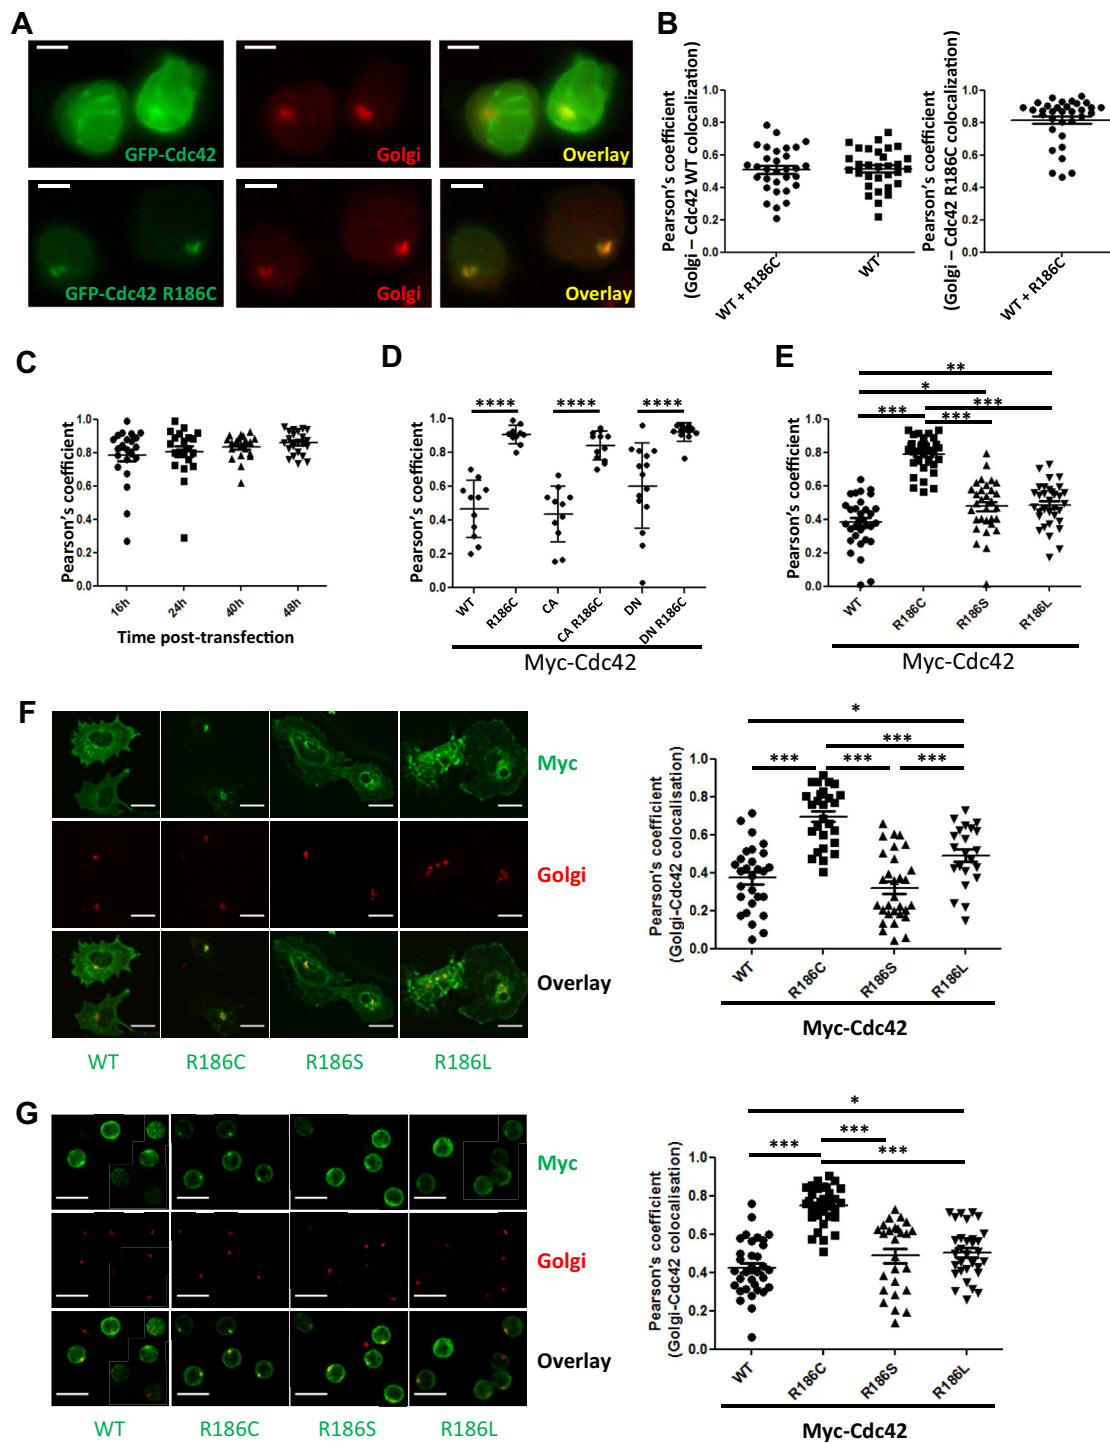 A
GFP-Cdc42
Golgi
Overlay
GFP-Cdc42 R186C
Golgi
Overlay
B
Pearson's coefficient
(Golgi – Cdc42 WT colocalization)
1.0
0.8
0.6
0.4
0.2
0.0
WT + R186C
WT
Pearson's coefficient
(Golgi – Cdc42 R186C colocalization)
1.0
0.8
0.6
0.4
0.2
0.0
WT + R186C
C
Pearson's coefficient
1.0
0.8
0.6
0.4
0.2
0.0
16h
24h
40h
48h
Time post-transfection
D
Pearson's coefficient
1.0
0.8
0.6
0.4
0.2
0.0
****
****
****
WT
R186C
CA
CA R186C
DN
DN R186C
Myc-Cdc42
E
Pearson's coefficient
1.0
0.8
0.6
0.4
0.2
0.0
**
*
***
*** ***
WT
R186C
R186S
R186L
Myc-Cdc42
F
Myc
Golgi
Overlay
WT
R186C
R186S
R186L
Pearson's coefficient
(Golgi-Cdc42 colocalisation)
1.0
0.8
0.6
0.4
0.2
0.0
*
***
*** *** ***
WT
R186C
R186S
R186L
Myc-Cdc42
G
Myc
Golgi
Overlay
WT
R186C
R186S
R186L
Pearson's coefficient
(Golgi-Cdc42 colocalisation)
1.0
0.8
0.6
0.4
0.2
0.0
*
***
*** ***
WT
R186C
R186S
R186L
Myc-Cdc42